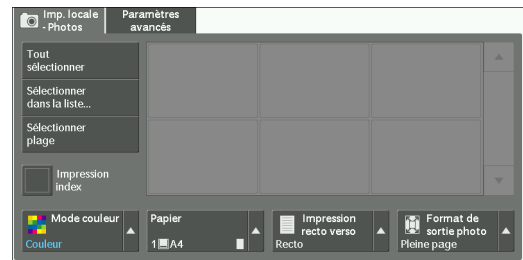 Imp. locale
- Photos
Paramètres
avancés
Tout
sélectionner
Sélectionner
dans la liste...
Sélectionner
plage
Impression
index
Mode couleur
Couleur
Papier
1 A4
Impression
recto verso
Recto
Format de
sortie photo
Pleine page